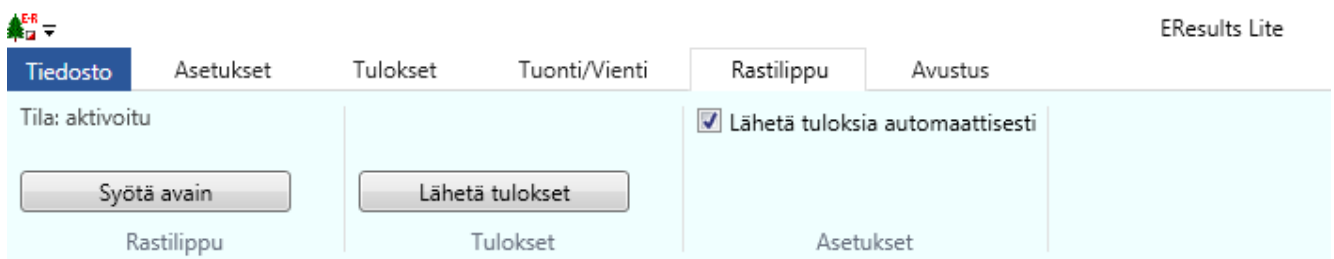 E-R
EResults Lite
Tiedosto Asetukset Tulokset Tuonti/Vienti Rastilippu Avustus
Tila: aktivoitu
Lähetä tuloksia automaattisesti
Syötä avain Lähetä tulokset
Rastilippu Tulokset Asetukset